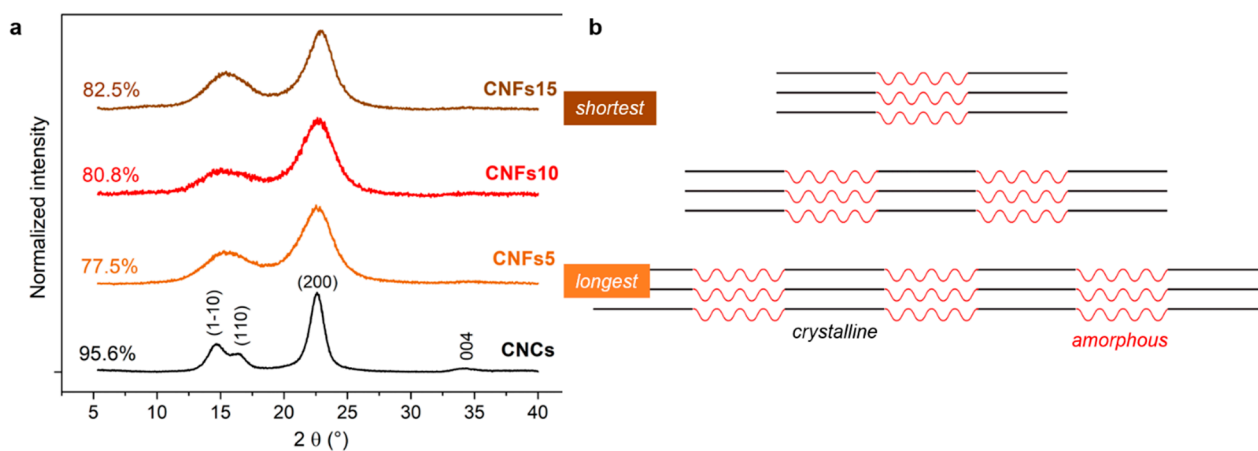 a
Normalized intensity
82.5%
CNFs15
80.8%
CNFs10
77.5%
CNFs5
95.6%
(1-10)
(110)
(200)
004
CNCs
5 10 15 20 25 30 35 40
2 θ (°)
b
shortest
longest
crystalline
amorphous